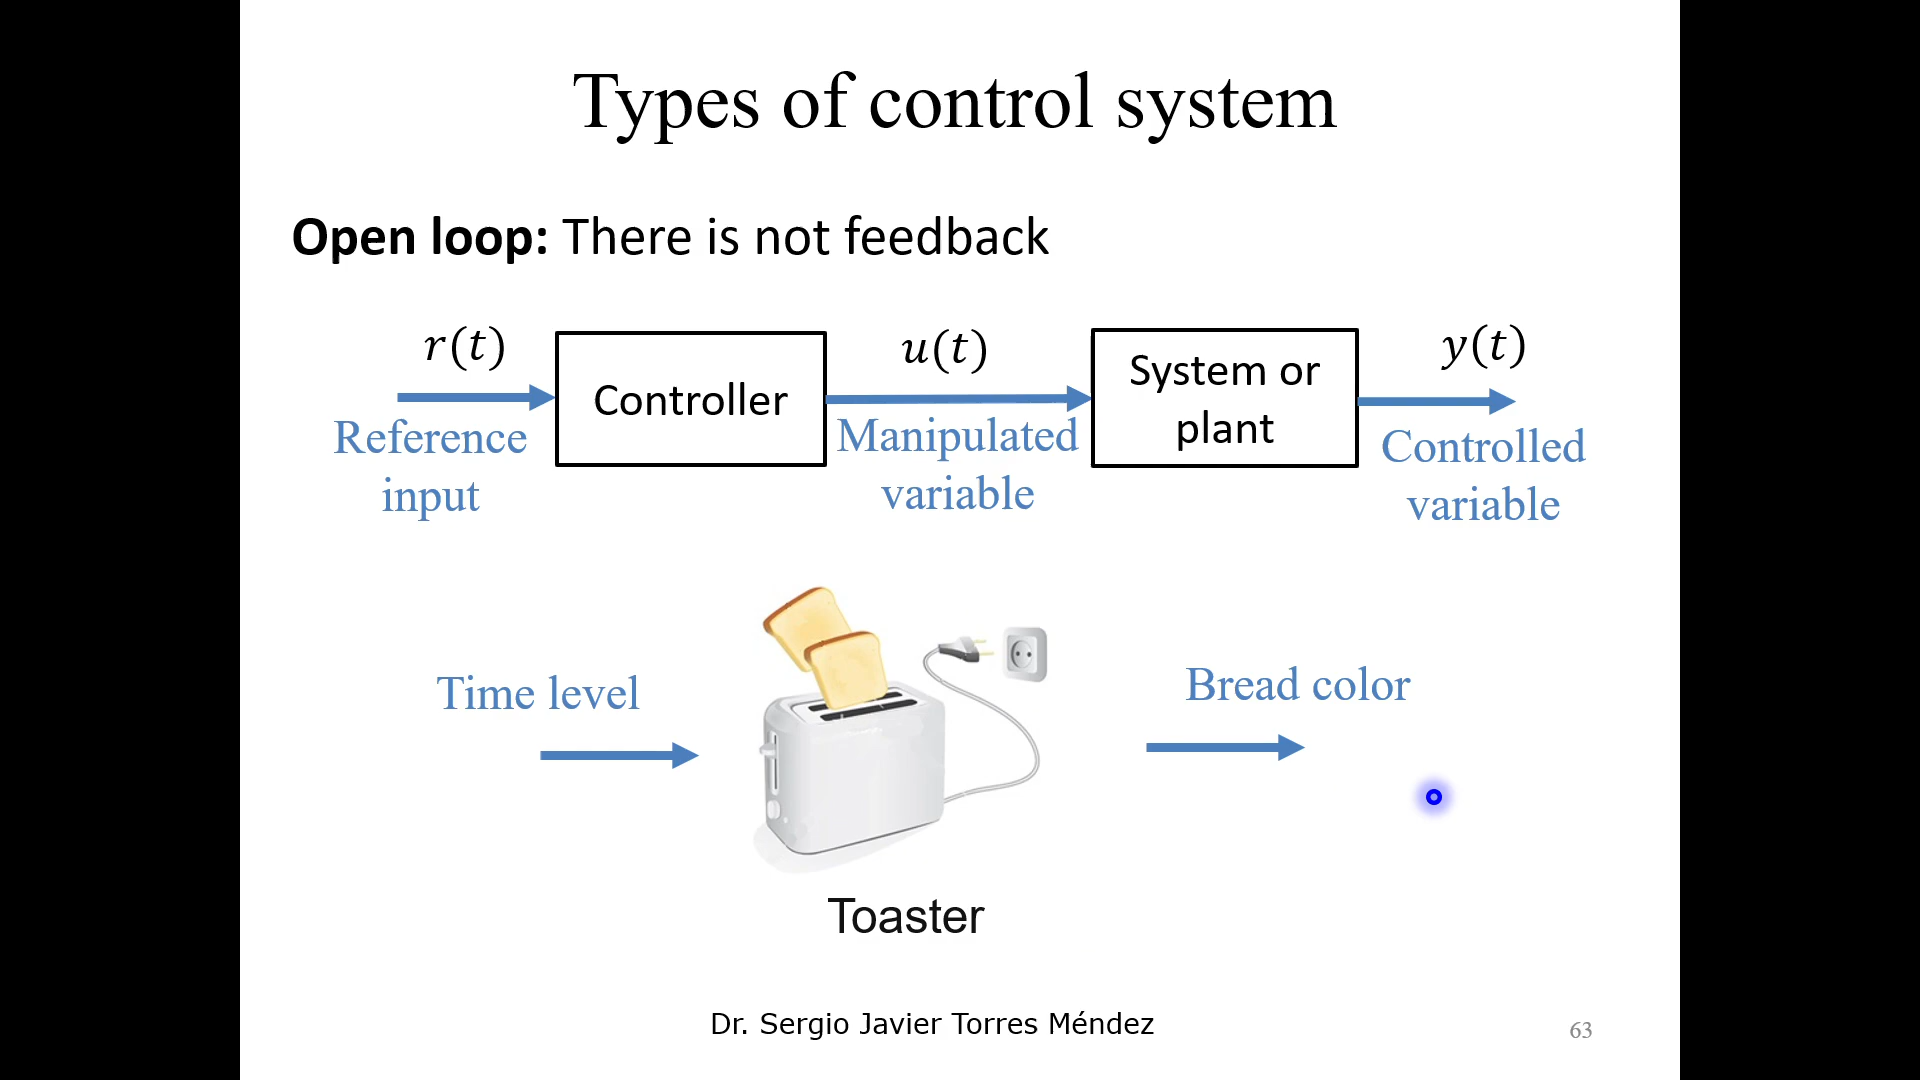 Types of control system
Open loop: There is not feedback
r(t)
Controller
u(t)
System or
plant
y(t)
Reference
input
Manipulated
variable
Controlled
variable
Time level
Bread color
Toaster
Dr. Sergio Javier Torres Méndez
63